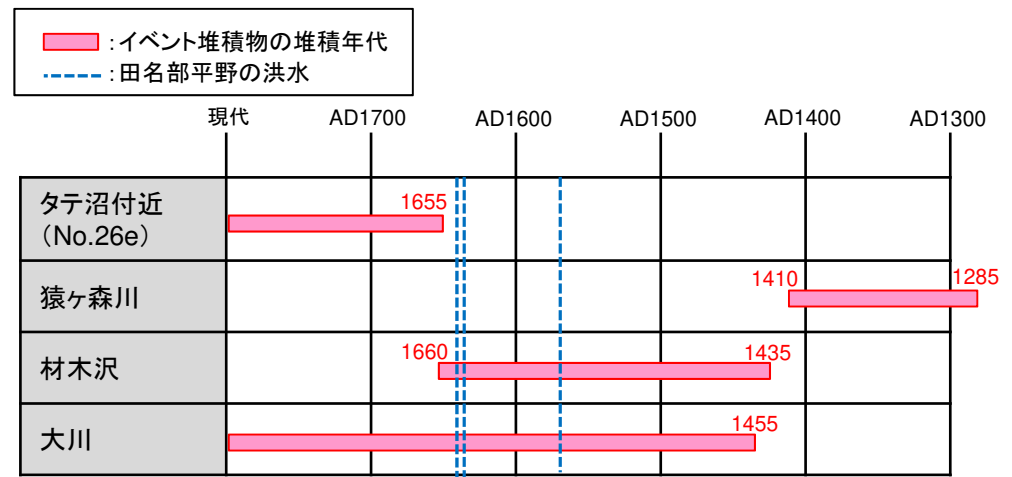 ：イベント堆積物の堆積年代
：田名部平野の洪水
現代 AD1700 AD1600 AD1500 AD1400 AD1300
タテ沼付近
（No.26e）
1655
猿ヶ森川
1410 1285
材木沢
1660 1435
大川
1455